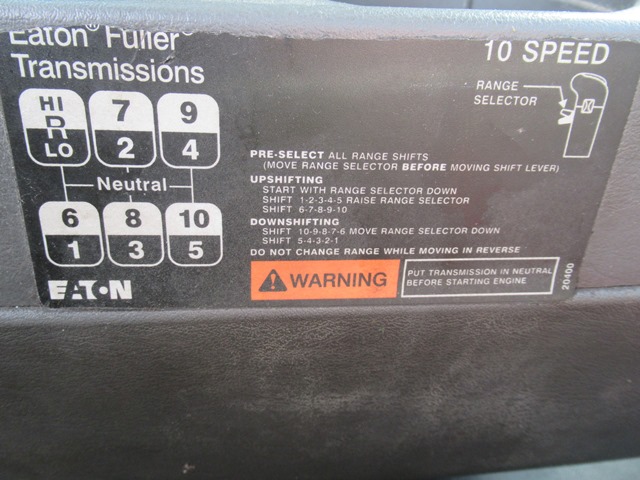 Eaton® Fuller®
Transmissions
10 SPEED
RANGE
SELECTOR
HI 7 9
R
LO 2 4
Neutral
6 8 10
1 3 5
EATON
PRE-SELECT ALL RANGE SHIFTS
(MOVE RANGE SELECTOR BEFORE MOVING SHIFT LEVER)
UPSHIFTING
START WITH RANGE SELECTOR DOWN
SHIFT 1-2-3-4-5 RAISE RANGE SELECTOR
SHIFT 6-7-8-9-10
DOWNSHIFTING
SHIFT 10-9-8-7-6 MOVE RANGE SELECTOR DOWN
SHIFT 5-4-3-2-1
DO NOT CHANGE RANGE WHILE MOVING IN REVERSE
WARNING
PUT TRANSMISSION IN NEUTRAL
BEFORE STARTING ENGINE
20400